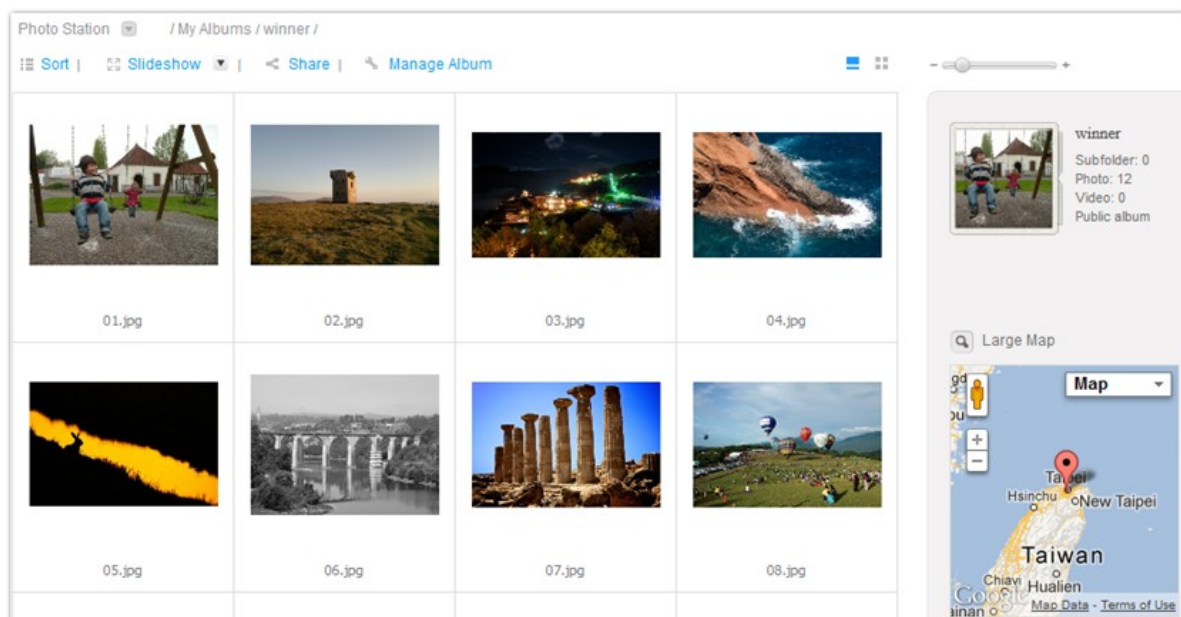 Photo Station / My Albums / winner /
Sort | Slideshow | Share | Manage Album
- +
01.jpg 02.jpg 03.jpg 04.jpg
05.jpg 06.jpg 07.jpg 08.jpg
winner
Subfolder: 0
Photo: 12
Video: 0
Public album
Large Map
Map
+
−
Taipei
Hsinchu New Taipei
Taiwan
Hualien
Google
Map Data - Terms of Use